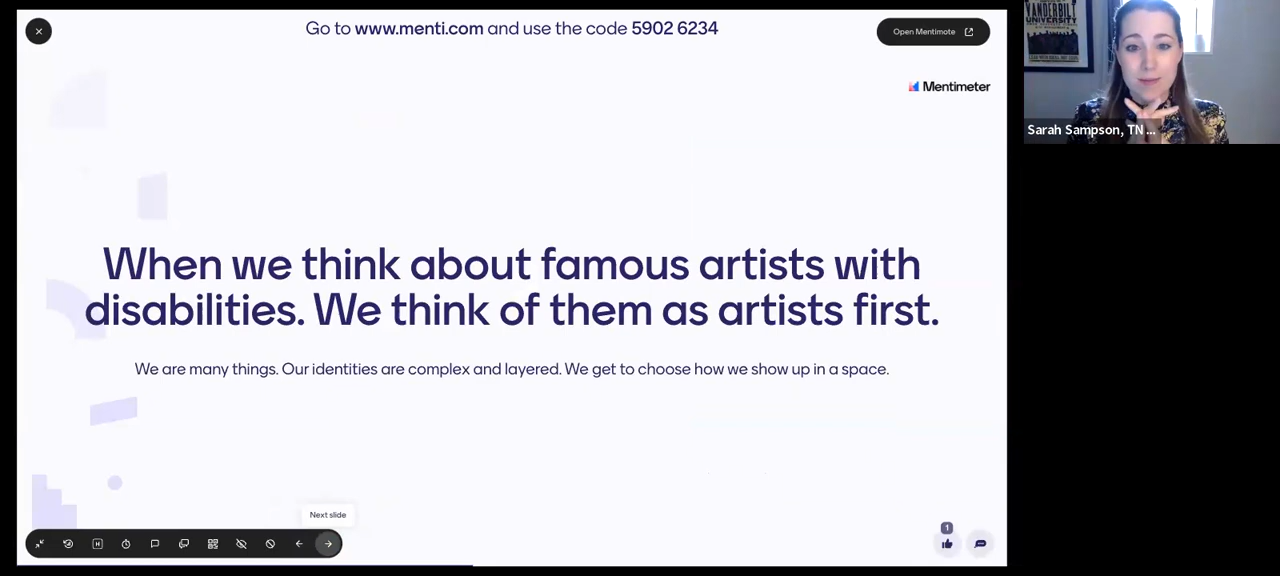 Go to www.menti.com and use the code 5902 6234
Open Mentimote
Mentimeter
When we think about famous artists with
disabilities. We think of them as artists first.
We are many things. Our identities are complex and layered. We get to choose how we show up in a space.
Next slide
H
1
VANDERBILT
UNIVERSITY
Sarah Sampson, TN ...